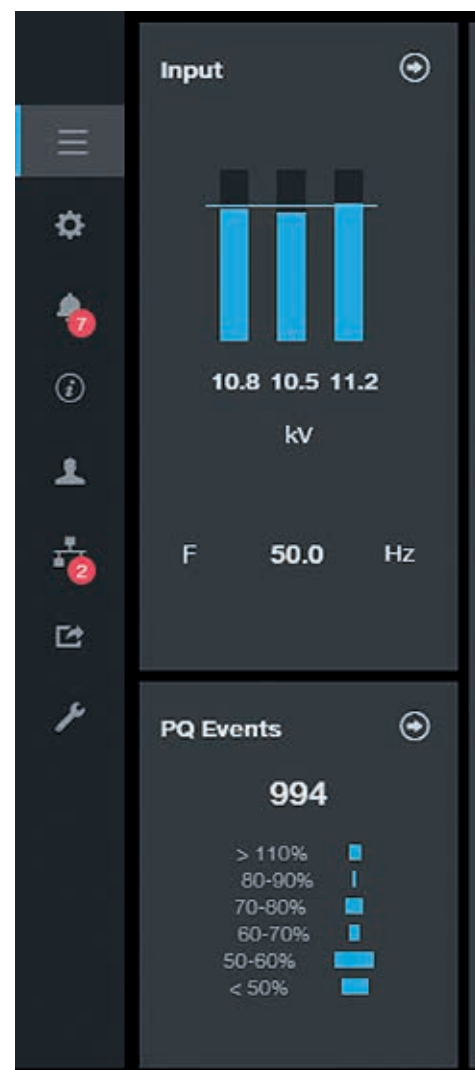 Input
10.8 10.5 11.2
kV
F 50.0 Hz
7
i
2
PQ Events
994
> 110%
80-90%
70-80%
60-70%
50-60%
< 50%